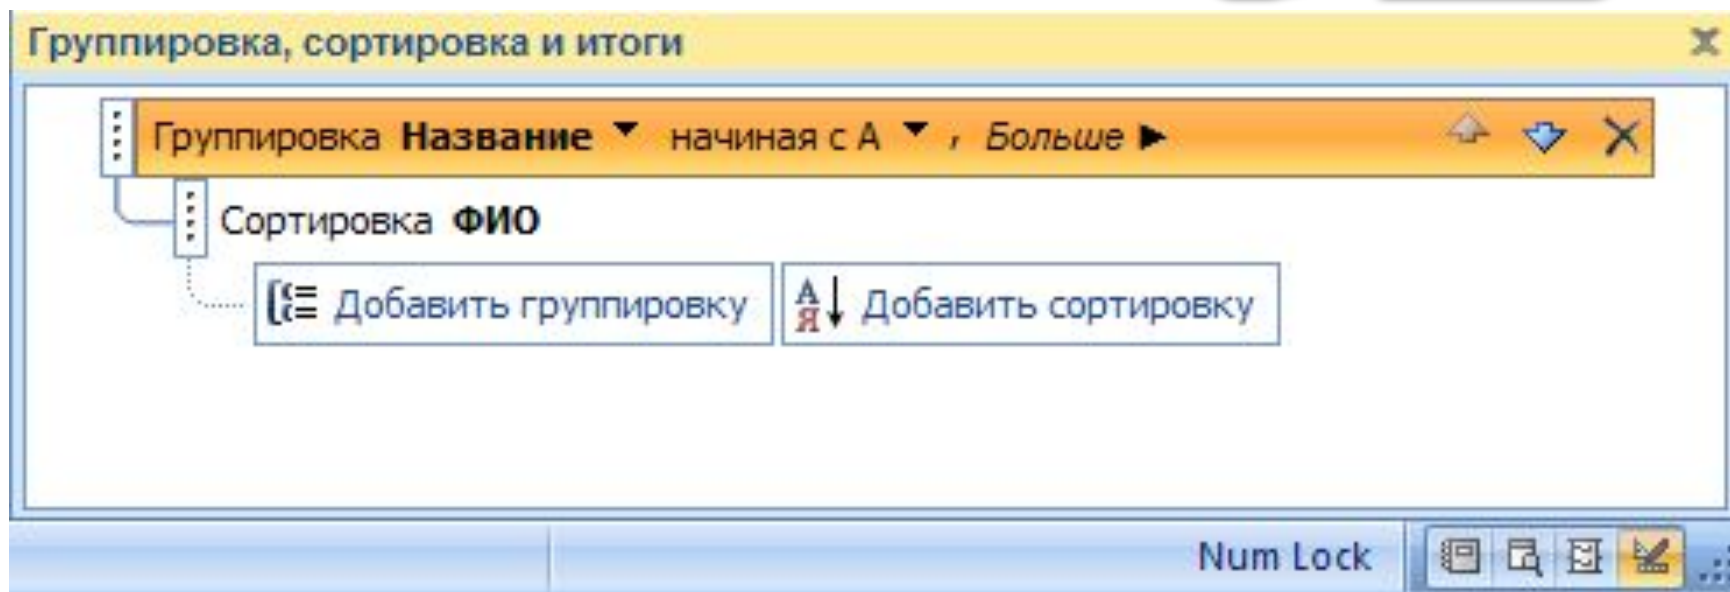 Группировка, сортировка и итоги
Группировка Название начиная с А , Больше
Сортировка ФИО
Добавить группировку Добавить сортировку
Num Lock